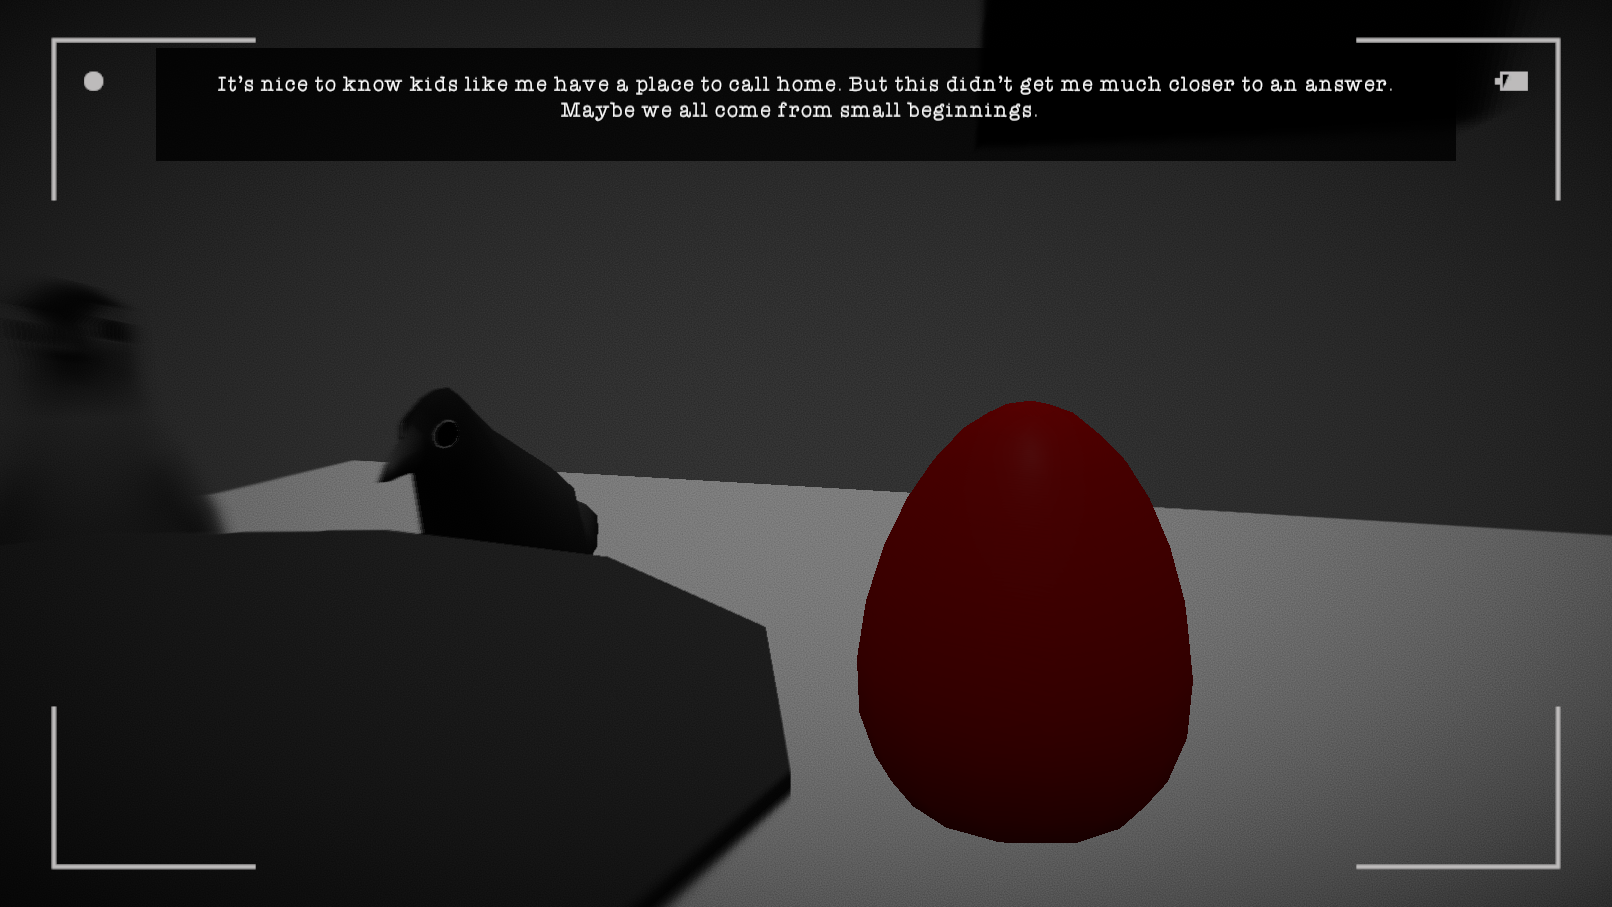 It's nice to know kids like me have a place to call home. But this didn't get me much closer to an answer.
Maybe we all come from small beginnings.